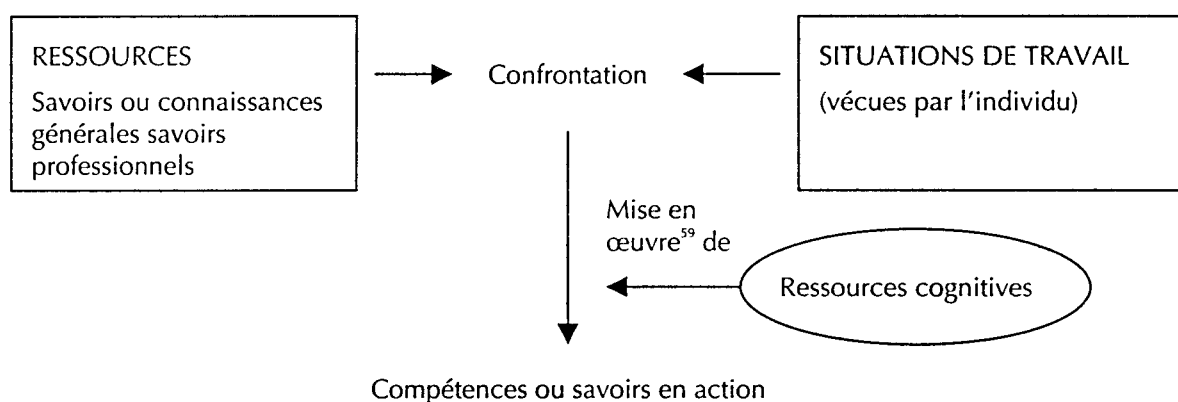 RESSOURCES
Savoirs ou connaissances
générales savoirs
professionnels
Confrontation
SITUATIONS DE TRAVAIL
(vécues par l'individu)
Mise en
œuvre⁵⁹ de
Ressources cognitives
Compétences ou savoirs en action